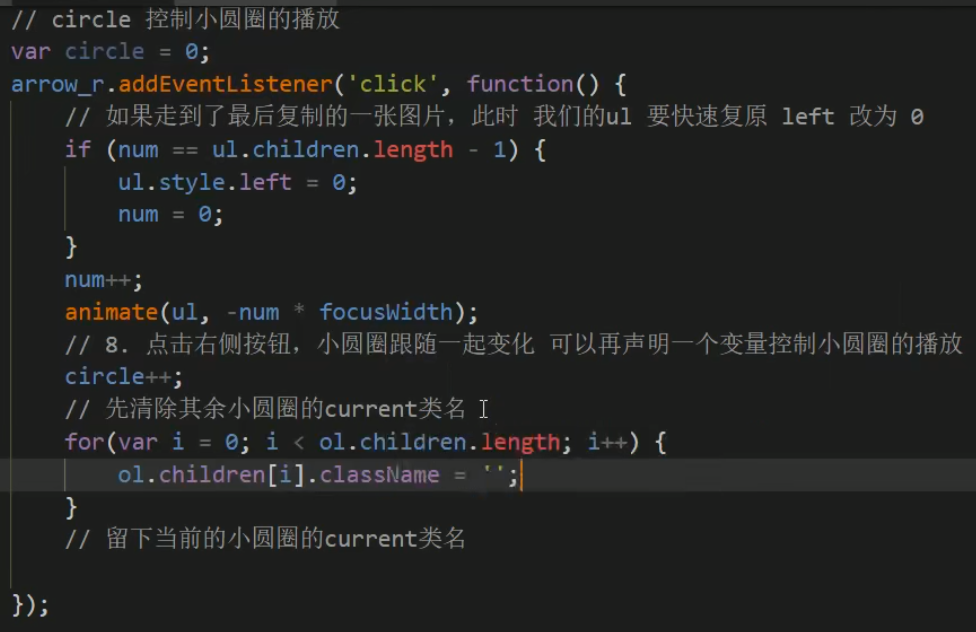 // circle 控制小圆圈的播放
var circle = 0;
arrow_r.addEventListener('click', function() {
    // 如果走到了最后复制的一张图片，此时 我们的ul 要快速复原 left 改为 0
    if (num == ul.children.length - 1) {
        ul.style.left = 0;
        num = 0;
    }
    num++;
    animate(ul, -num * focusWidth);
    // 8. 点击右侧按钮，小圆圈跟随一起变化 可以再声明一个变量控制小圆圈的播放
    circle++;
    // 先清除其余小圆圈的current类名
    for(var i = 0; i < ol.children.length; i++) {
        ol.children[i].className = '';
    }
    // 留下当前的小圆圈的current类名
});